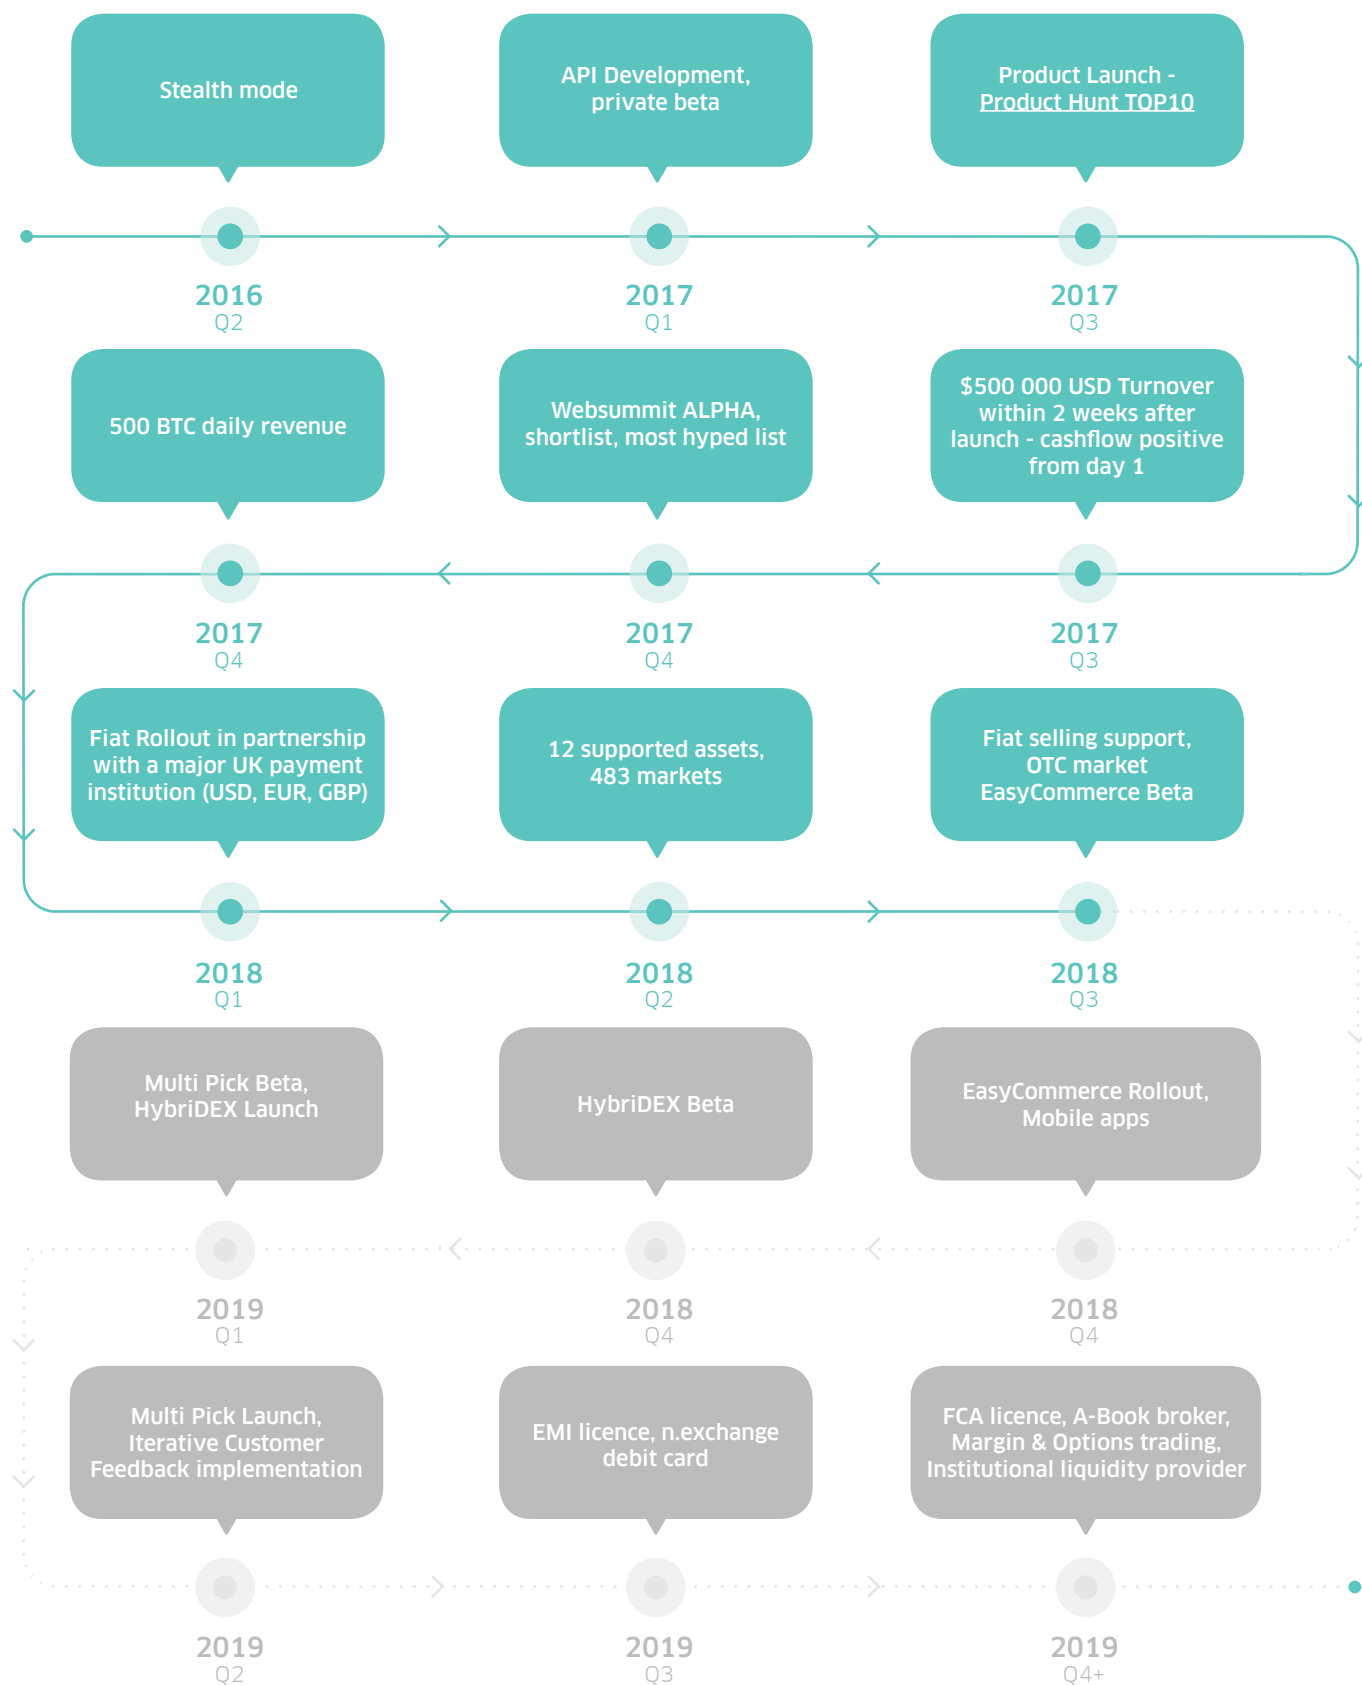 Stealth mode
2016
Q2
API Development,
private beta
2017
Q1
Product Launch -
Product Hunt TOP10
2017
Q3
$500 000 USD Turnover
within 2 weeks after
launch - cashflow positive
from day 1
2017
Q3
Websummit ALPHA,
shortlist, most hyped list
2017
Q4
500 BTC daily revenue
2017
Q4
Fiat Rollout in partnership
with a major UK payment
institution (USD, EUR, GBP)
2018
Q1
12 supported assets,
483 markets
2018
Q2
Fiat selling support,
OTC market
EasyCommerce Beta
2018
Q3
EasyCommerce Rollout,
Mobile apps
2018
Q4
HybriDEX Beta
2018
Q4
Multi Pick Beta,
HybriDEX Launch
2019
Q1
Multi Pick Launch,
Iterative Customer
Feedback implementation
2019
Q2
EMI licence, n.exchange
debit card
2019
Q3
FCA licence, A-Book broker,
Margin & Options trading,
Institutional liquidity provider
2019
Q4+